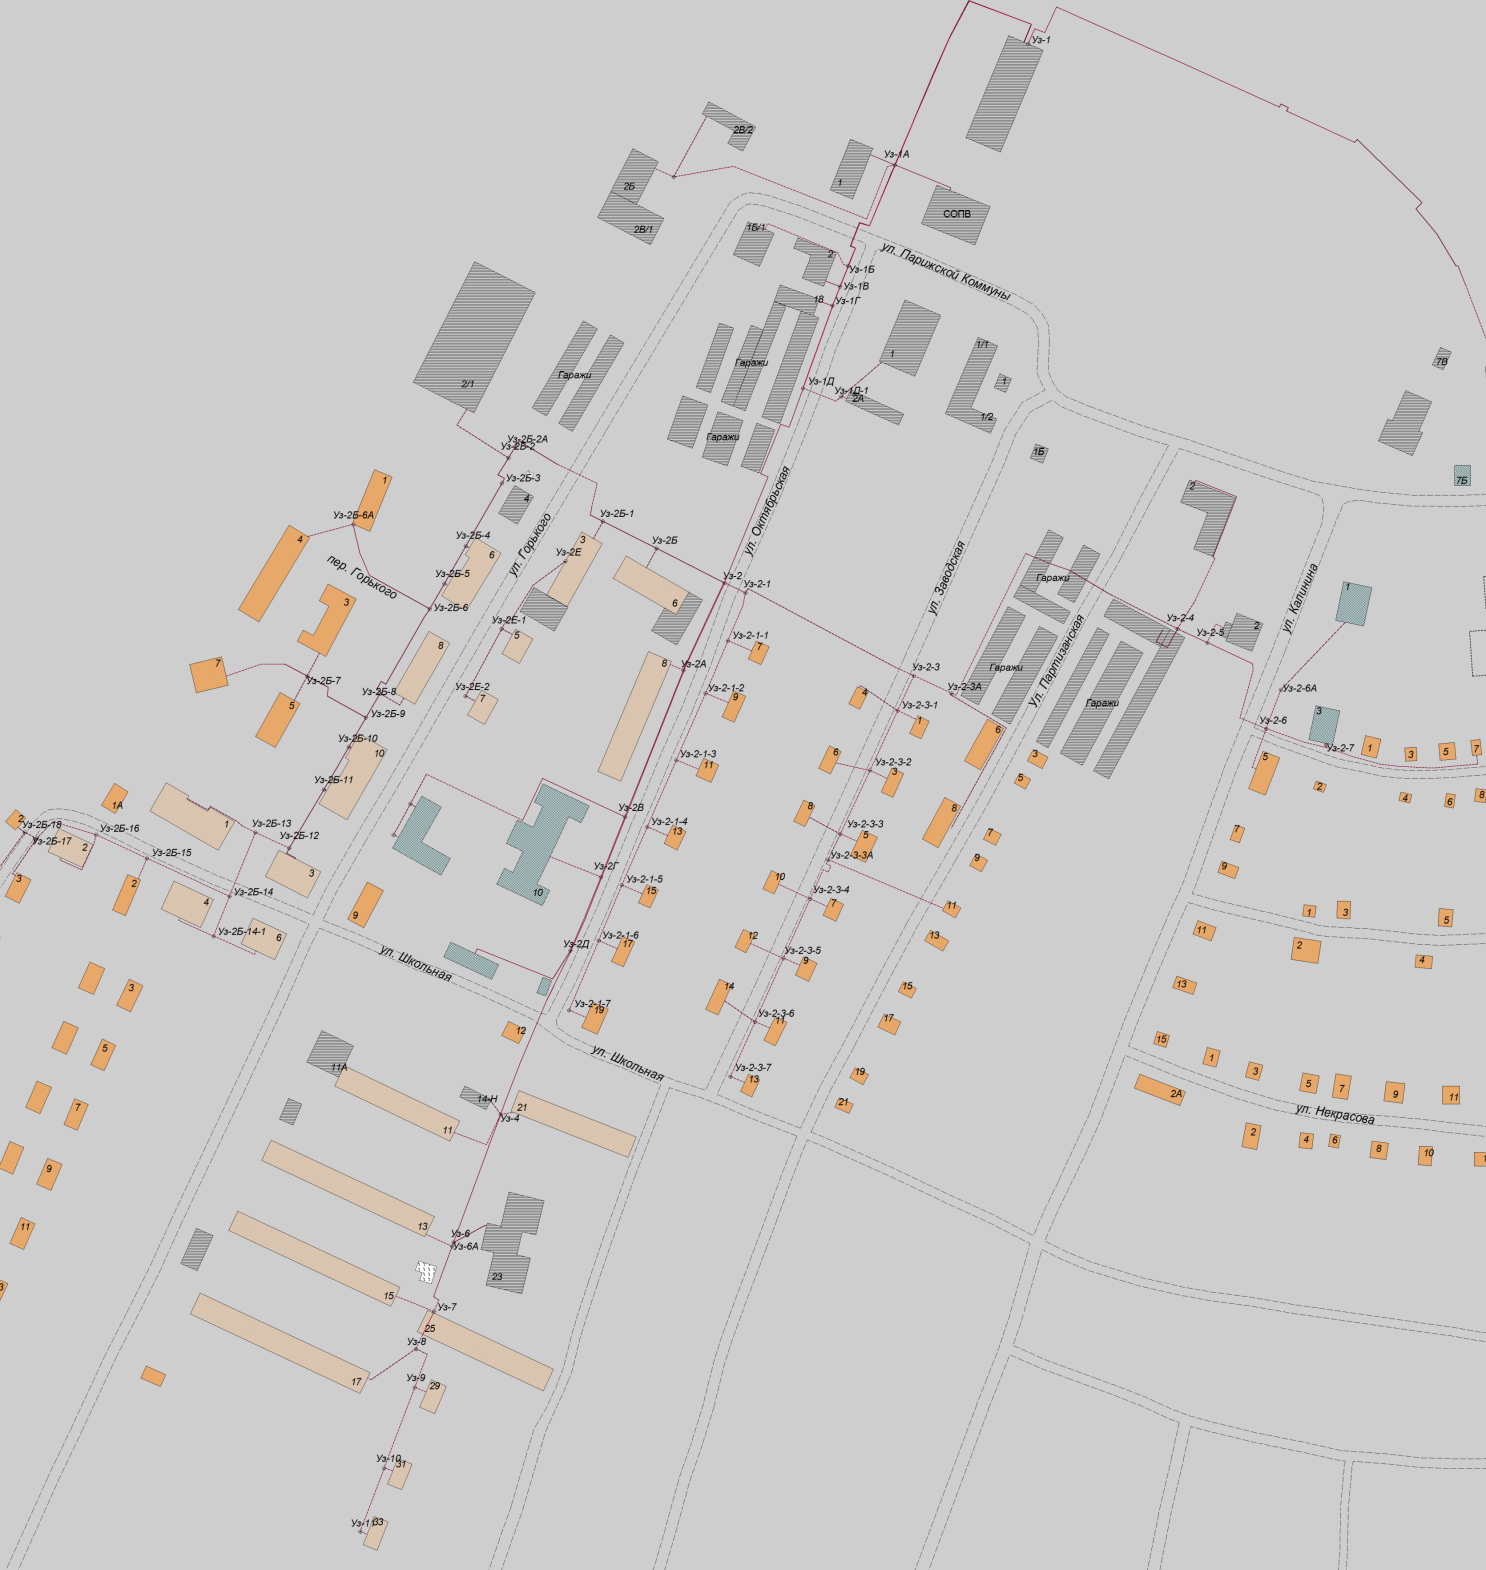 Уз-1
2В/2
Уз-1А
1
2Б
СОПВ
2В/1
1Б/1
2
ул. Парижской Коммуны
Уз-1Б
Уз-1В
18
Уз-1Г
1
1/1
Гаражи
7В
Гаражи
2/1
Уз-1Д
Уз-1Д-1
2А
1
1/2
Гаражи
Уз-2Б-2А
Уз-2Б-2
1Б
7Б
1
Уз-2Б-3
2
4
ул. Октябрьская
Уз-2Б-6А
Уз-2Б-1
ул. Горького
4
Уз-2Б-4
3
Уз-2Б
Уз-2Е
6
пер. Горького
Уз-2Б-5
ул. Заводская
Гаражи
Уз-2
Уз-2-1
1
ул. Калинина
3
Уз-2Б-6
6
Уз-2Е-1
5
Уз-2-4
2
Уз-2-5
Уз-2-1-1
7
8
7
8
Уз-2А
Уз-2-3
Гаражи
Ул. Партизанская
Уз-2Б-7
Уз-2Б-8
Уз-2Е-2
7
Уз-2-1-2
9
4
Уз-2-3А
Уз-2-6А
Гаражи
5
Уз-2Б-9
Уз-2-3-1
1
3
Уз-2-6
6
Уз-2Б-10
10
Уз-2-7
1
3
5
7
Уз-2-1-3
11
6
Уз-2-3-2
3
3
5
Уз-2Б-11
5
2
4
6
8
1А
2
1
8
8
Уз-2Б-18
Уз-2Б-16
Уз-2Б-13
Уз-2В
Уз-2-1-4
13
Уз-2-3-3
5
7
7
Уз-2Б-17
2
Уз-2Б-12
Уз-2-3-3А
9
9
Уз-2Б-15
3
3
2
Уз-2Г
10
Уз-2-1-5
15
10
Уз-2-3-4
7
11
Уз-2Б-14
4
10
9
1
3
5
Уз-2Б-14-1
6
Уз-2-1-6
17
12
13
11
2
Уз-2Д
Уз-2-3-5
9
4
ул. Школьная
3
14
15
13
Уз-2-1-7
19
Уз-2-3-6
11
17
12
15
5
ул. Школьная
1
3
11А
Уз-2-3-7
13
19
5
7
9
11
2А
14-Н
21
21
7
Уз-4
11
ул. Некрасова
2
4
6
8
10
9
13
11
Уз-6
Уз-6А
23
15
Уз-7
25
Уз-8
17
Уз-9
29
Уз-10
31
33